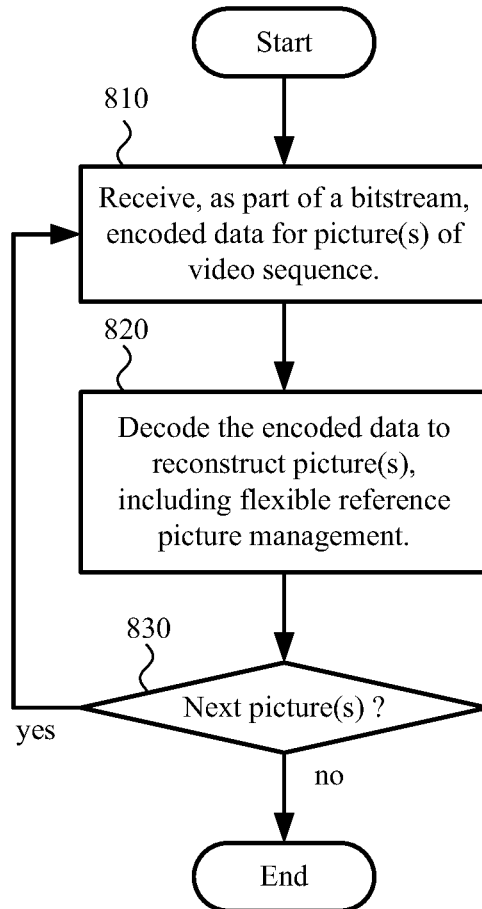 Start
810
Receive, as part of a bitstream,
encoded data for picture(s) of
video sequence.
820
Decode the encoded data to
reconstruct picture(s),
including flexible reference
picture management.
830
Next picture(s) ?
yes
no
End